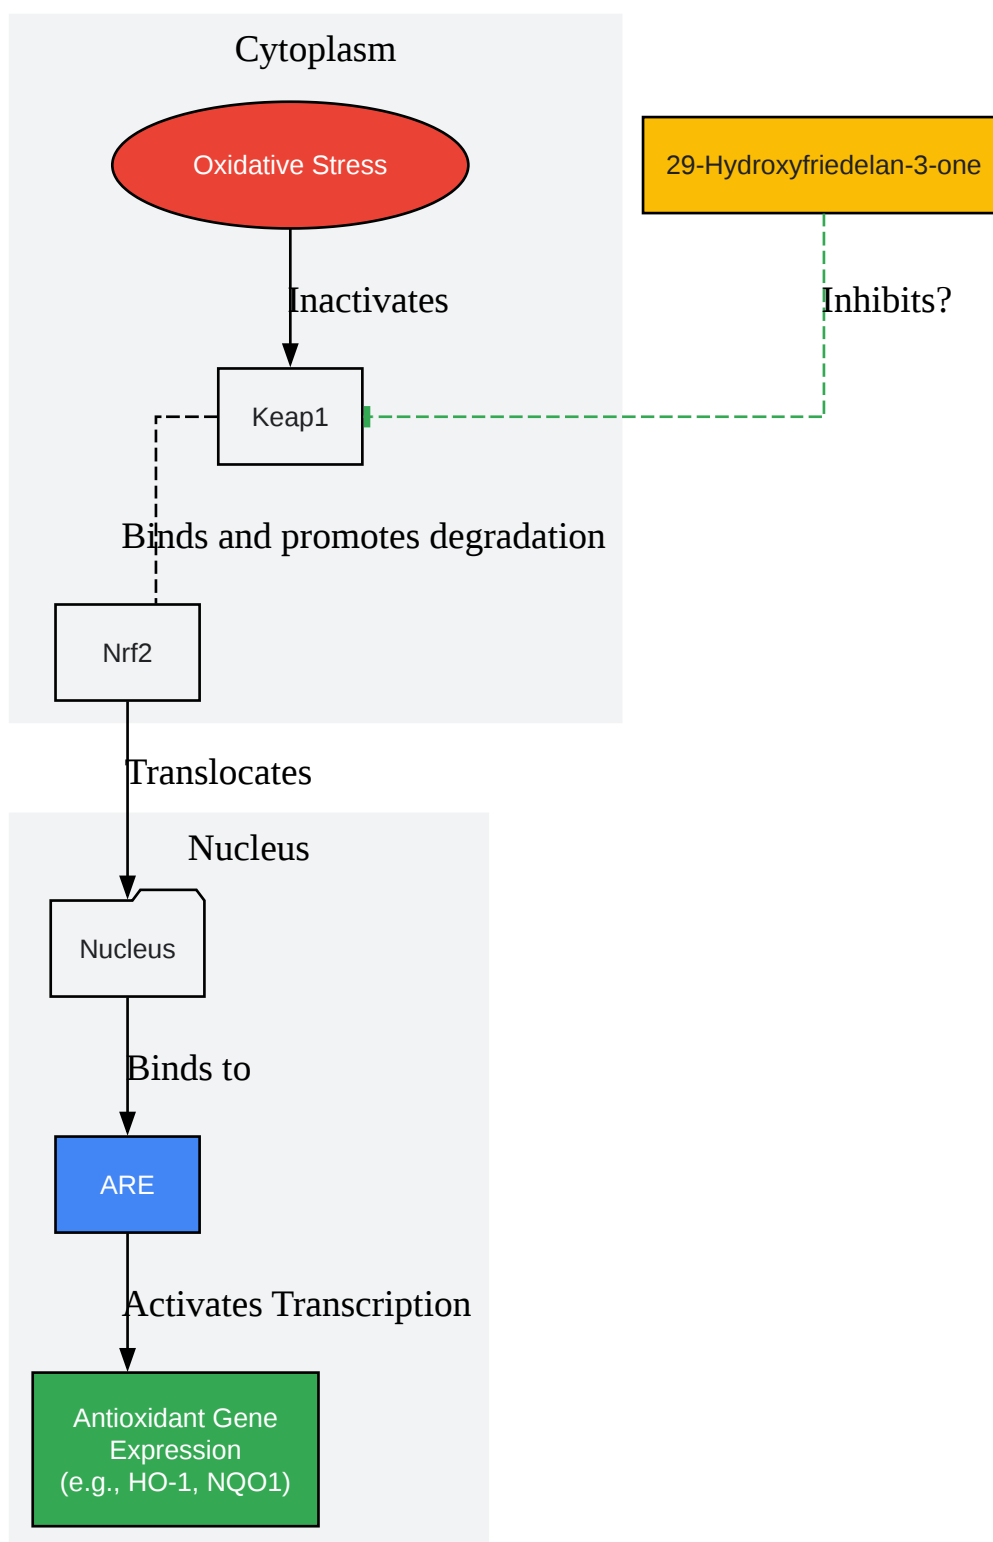 Cytoplasm
Oxidative Stress
29-Hydroxyfriedelan-3-one
Inactivates
Inhibits?
Keap1
Binds and promotes degradation
Nrf2
Translocates
Nucleus
Nucleus
Binds to
ARE
Activates Transcription
Antioxidant Gene
Expression
(e.g., HO-1, NQO1)